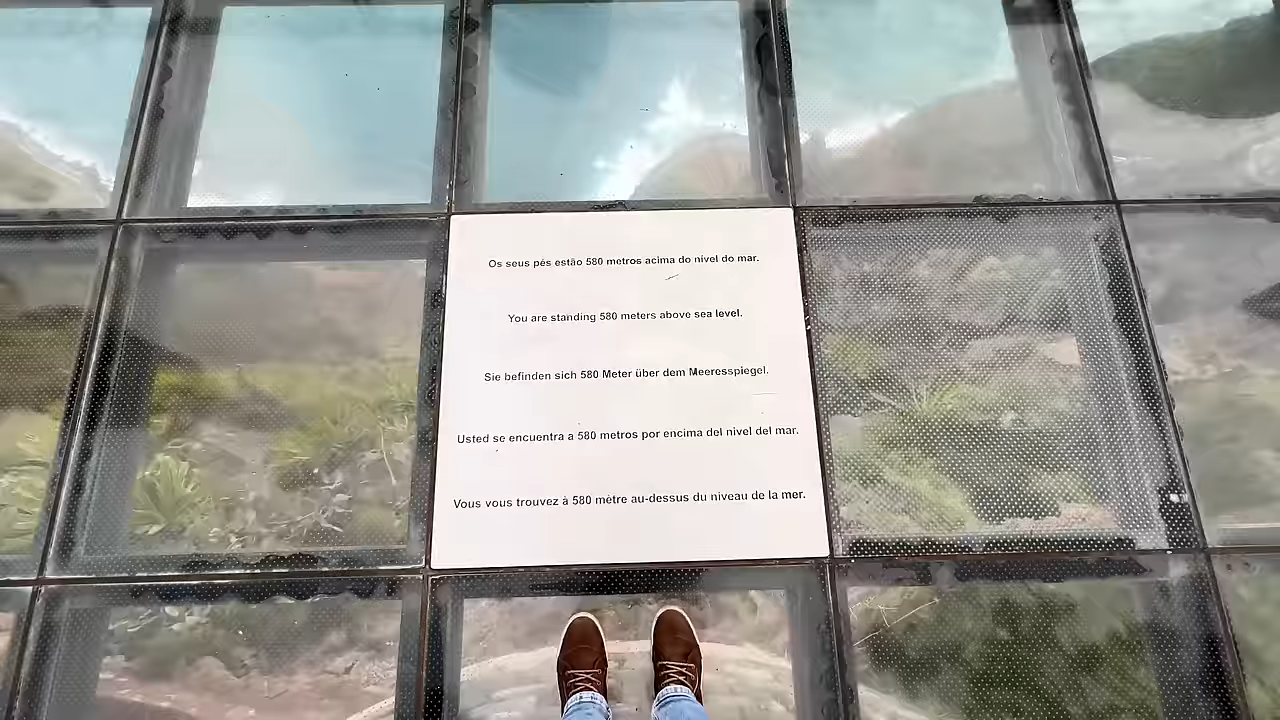 Os seus pés estão 580 metros acima do nível do mar.
You are standing 580 meters above sea level.
Sie befinden sich 580 Meter über dem Meeresspiegel.
Usted se encuentra a 580 metros por encima del nivel del mar.
Vous vous trouvez à 580 mètre au-dessus du niveau de la mer.